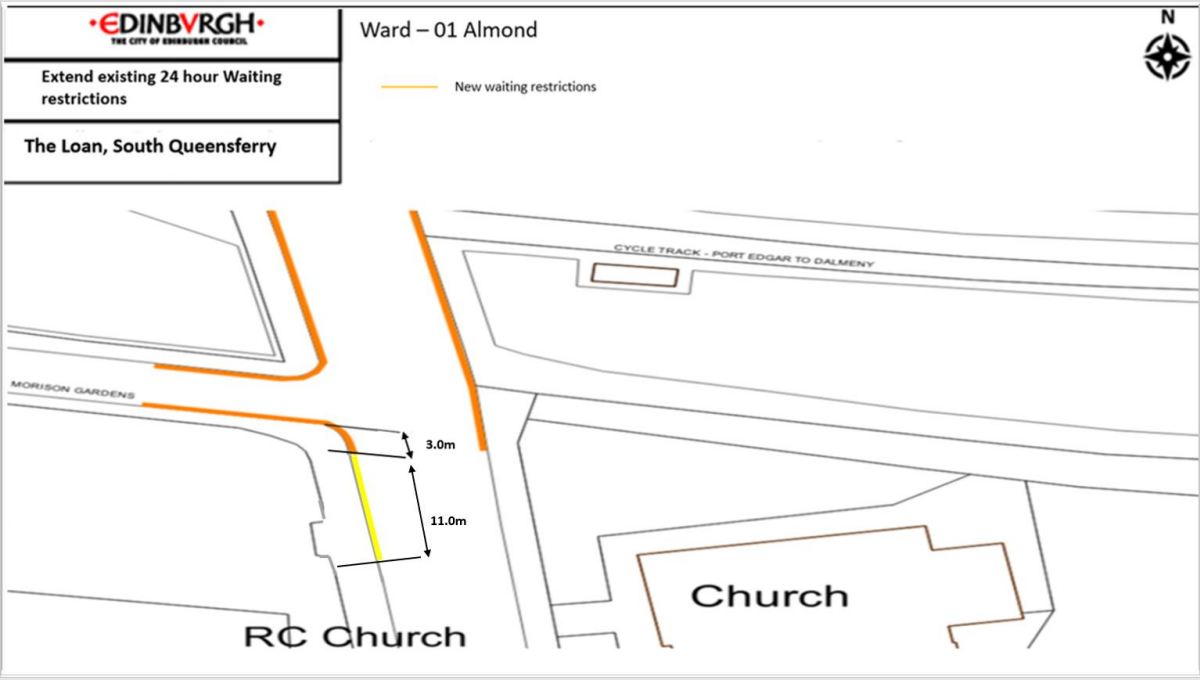 EDINBVRGH
THE CITY OF EDINBURGH COUNCIL
Ward – 01 Almond
N
Extend existing 24 hour Waiting
restrictions
New waiting restrictions
The Loan, South Queensferry
CYCLE TRACK - PORT EDGAR TO DALMENY
MORISON GARDENS
3.0m
11.0m
Church
RC Church